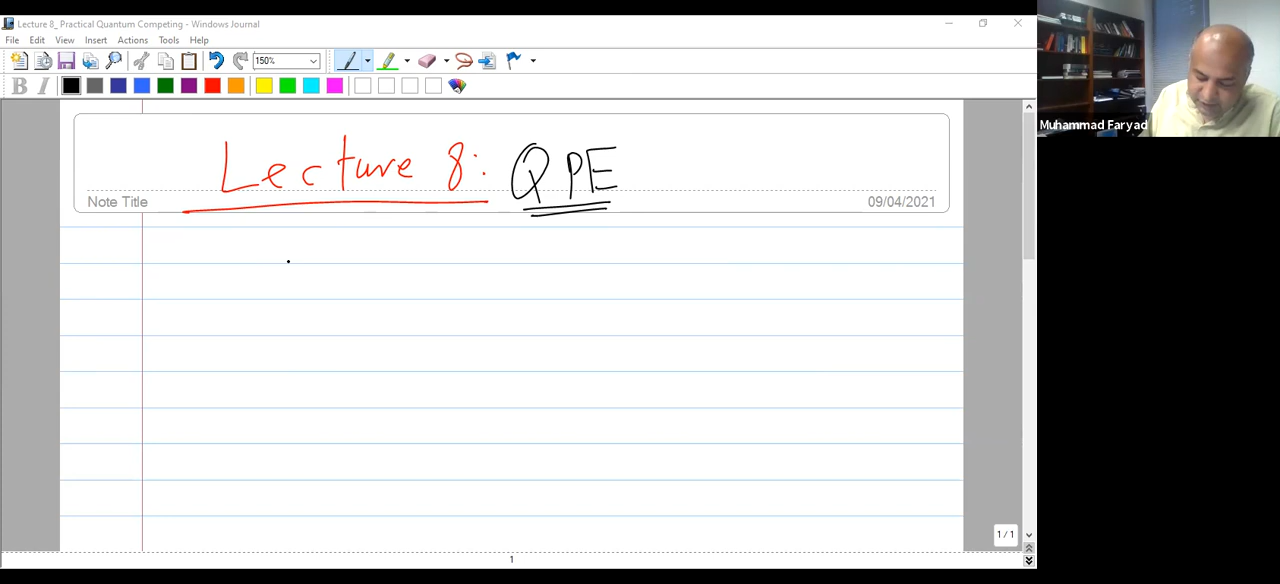 Lecture 8_ Practical Quantum Competing - Windows Journal
File Edit View Insert Actions Tools Help
150%
B I
Muhammad Faryad
Lecture 8: QPE
Note Title 09/04/2021
1 / 1
1